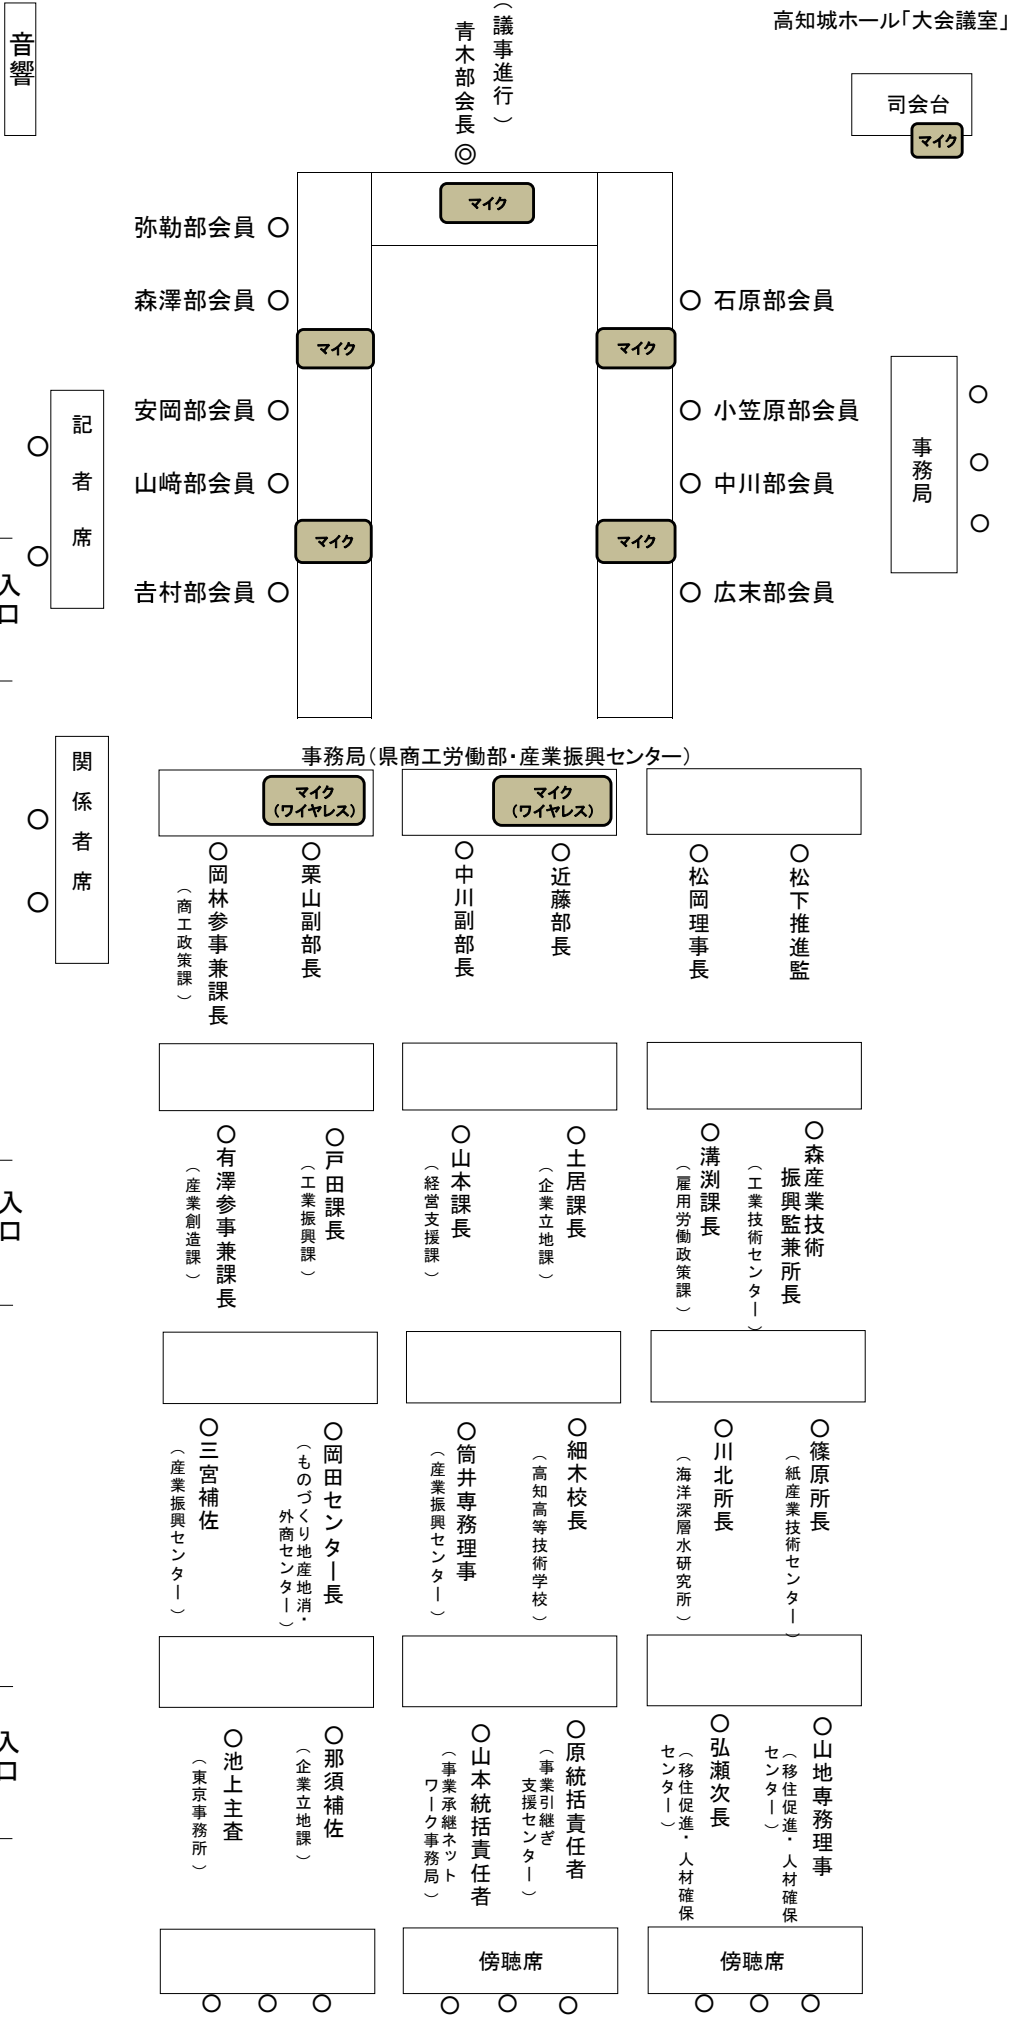 高知城ホール「大会議室」
音響
（議事進行）
青木部会長 ◎
司会台
マイク
マイク
弥勒部会員 ○
森澤部会員 ○
○ 石原部会員
マイク
マイク
安岡部会員 ○
○ 小笠原部会員
記者席
事務局
山﨑部会員 ○
○ 中川部会員
マイク
マイク
入口
吉村部会員 ○
○ 広末部会員
事務局（県商工労働部・産業振興センター）
関係者席
マイク
（ワイヤレス）
マイク
（ワイヤレス）
○岡林参事兼課長
（商工政策課）
○栗山副部長
○中川副部長
○近藤部長
○松岡理事長
○松下推進監
入口
○有澤参事兼課長
（産業創造課）
○戸田課長
（工業振興課）
○山本課長
（経営支援課）
○土居課長
（企業立地課）
○溝渕課長
（雇用労働政策課）
○森産業技術
振興監兼所長
（工業技術センター）
○三宮補佐
（産業振興センター）
○岡田センター長
（ものづくり地産地消・
外商センター）
○筒井専務理事
（産業振興センター）
○細木校長
（高知高等技術学校）
○川北所長
（海洋深層水研究所）
○篠原所長
（紙産業技術センター）
入口
○池上主査
（東京事務所）
○那須補佐
（企業立地課）
○山本統括責任者
（事業承継ネット
ワーク事務局）
○原統括責任者
（事業引継ぎ
支援センター）
○弘瀬次長
（移住促進・人材確保
センター）
○山地専務理事
（移住促進・人材確保
センター）
傍聴席
傍聴席